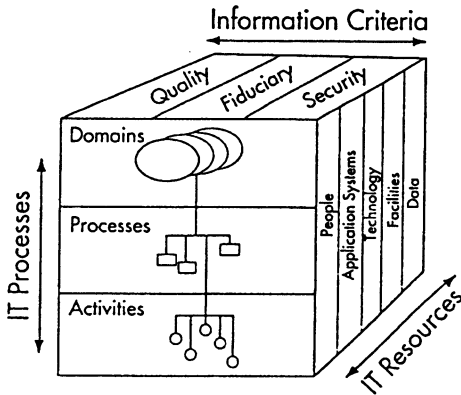 Information Criteria
Quality
Fiduciary
Security
Domains
Processes
Activities
IT Processes
People
Application Systems
Technology
Facilities
Data
IT Resources